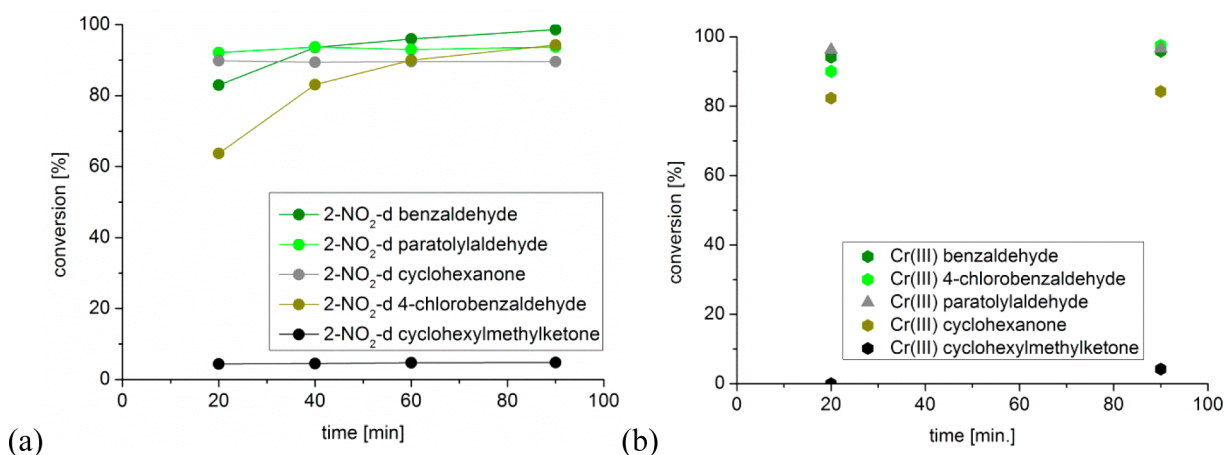 100
80
60
40
20
0
conversion [%]
2-NO2-d benzaldehyde
2-NO2-d paratolylaldehyde
2-NO2-d cyclohexanone
2-NO2-d 4-chlorobenzaldehyde
2-NO2-d cyclohexylmethylketone
0 20 40 60 80 100
time [min]
(a)
100
80
60
40
20
0
conversion [%]
Cr(III) benzaldehyde
Cr(III) 4-chlorobenzaldehyde
Cr(III) paratolylaldehyde
Cr(III) cyclohexanone
Cr(III) cyclohexylmethylketone
0 20 40 60 80 100
time [min.]
(b)